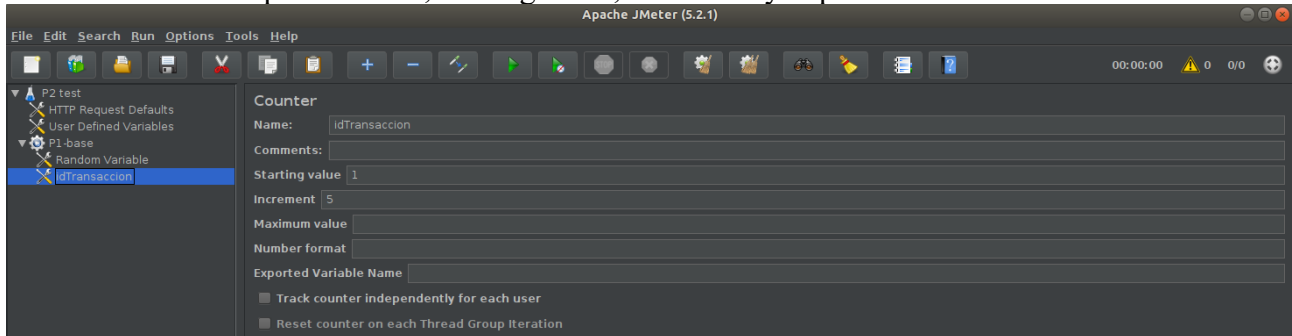 Apache JMeter (5.2.1)
File Edit Search Run Options Tools Help
00:00:00 0 0/0
P2 test
HTTP Request Defaults
User Defined Variables
P1-base
Random Variable
idTransaccion
Counter
Name: idTransaccion
Comments:
Starting value 1
Increment 5
Maximum value
Number format
Exported Variable Name
Track counter independently for each user
Reset counter on each Thread Group Iteration